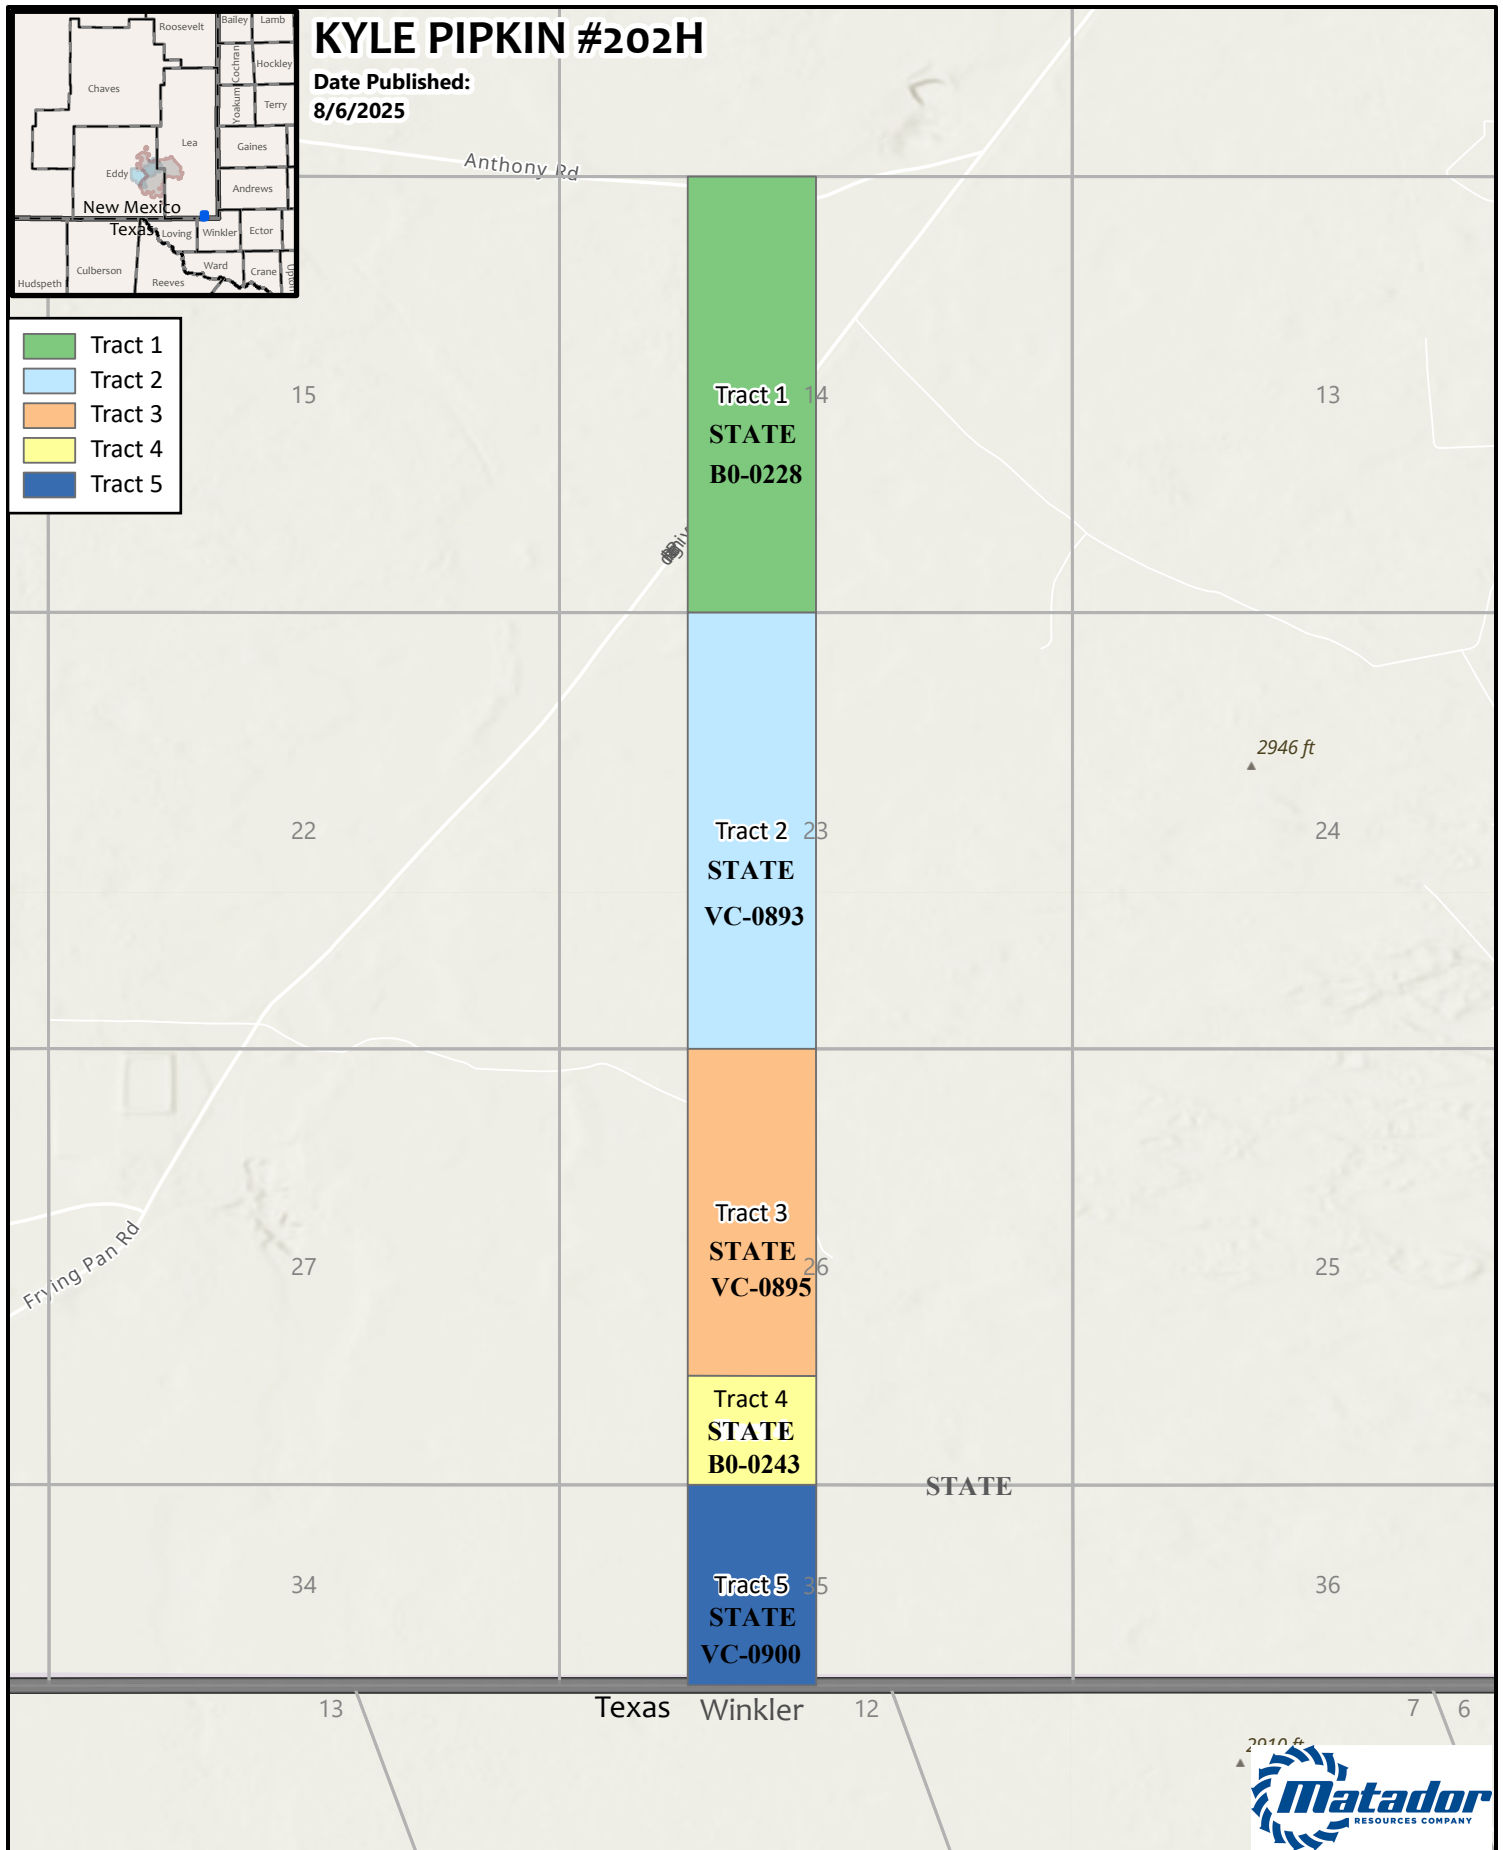 KYLE PIPKIN #202H
Date Published:
8/6/2025
Roosevelt
Bailey
Lamb
Cochran
Hockley
Chaves
Yoakum
Terry
Lea
Gaines
Eddy
Andrews
New Mexico
Texas
Loving
Winkler
Ector
Culberson
Ward
Crane
Hudspeth
Reeves
Upton
Tract 1
Tract 2
Tract 3
Tract 4
Tract 5
Anthony Rd
15
Tract 1
14
13
STATE
B0-0228
2946 ft
22
Tract 2
23
24
STATE
VC-0893
Tract 3
STATE
Frying Pan Rd
27
26
25
VC-0895
Tract 4
STATE
B0-0243
STATE
34
Tract 5
35
36
STATE
VC-0900
13
Texas
Winkler
12
7
6
2910 ft
Matador
RESOURCES COMPANY